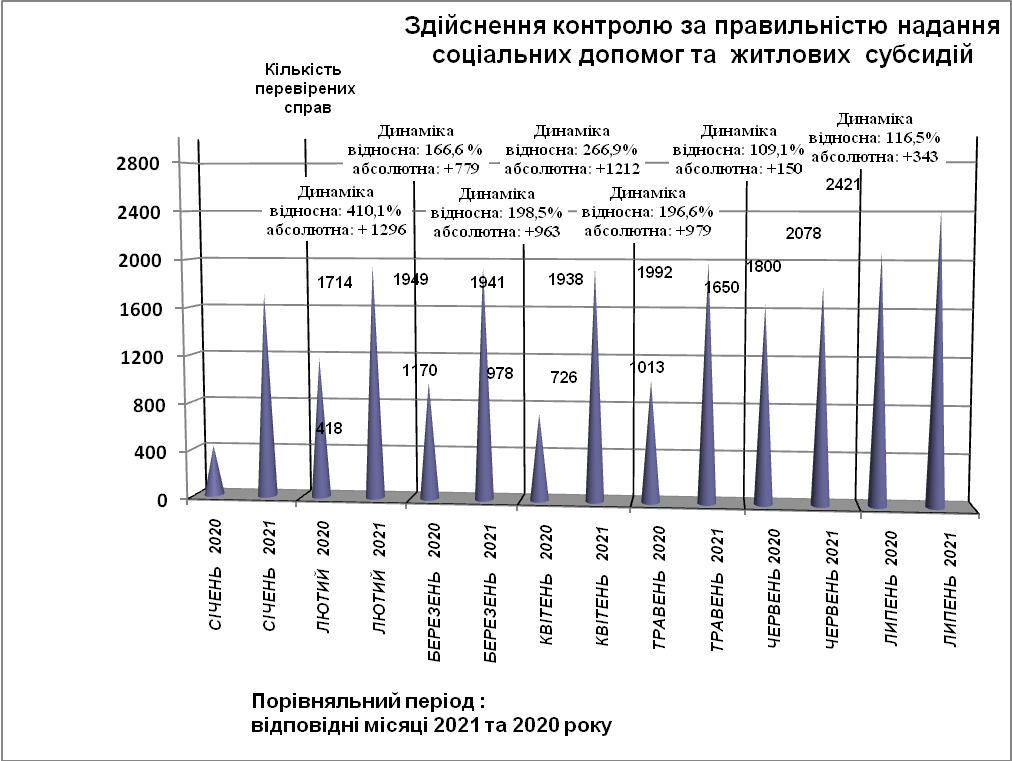 Здійснення контролю за правильністю надання
соціальних допомог та житлових субсидій
Кількість
перевірених
справ
Динаміка
відносна: 410,1%
абсолютна: + 1296
Динаміка
відносна: 166,6 %
абсолютна: +779
Динаміка
відносна: 198,5%
абсолютна: +963
Динаміка
відносна: 266,9%
абсолютна: +1212
Динаміка
відносна: 196,6%
абсолютна: +979
Динаміка
відносна: 109,1%
абсолютна: +150
Динаміка
відносна: 116,5%
абсолютна: +343
2800
2400
2000
1600
1200
800
400
0
418
1714
1170
1949
978
1941
726
1938
1013
1992
1650
1800
2078
2421
СІЧЕНЬ 2020
СІЧЕНЬ 2021
ЛЮТИЙ 2020
ЛЮТИЙ 2021
БЕРЕЗЕНЬ 2020
БЕРЕЗЕНЬ 2021
КВІТЕНЬ 2020
КВІТЕНЬ 2021
ТРАВЕНЬ 2020
ТРАВЕНЬ 2021
ЧЕРВЕНЬ 2020
ЧЕРВЕНЬ 2021
ЛИПЕНЬ 2020
ЛИПЕНЬ 2021
Порівняльний період :
відповідні місяці 2021 та 2020 року